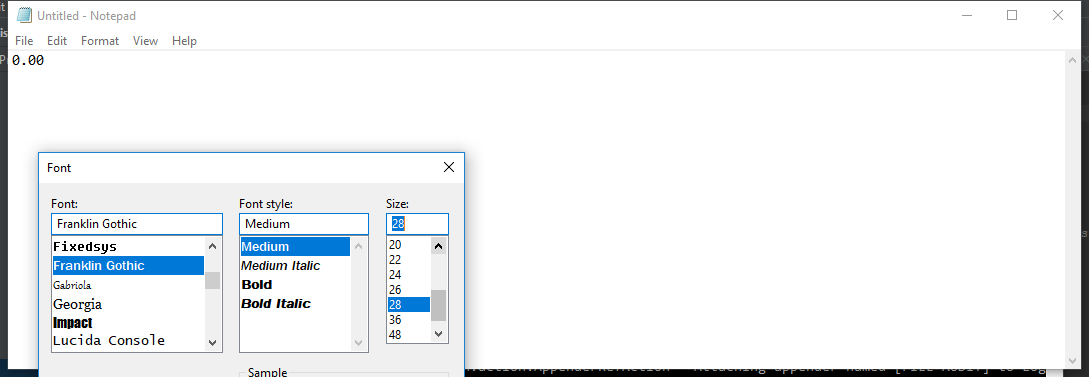 Untitled - Notepad
File Edit Format View Help
0.00
Font
Font: Font style: Size:
Franklin Gothic Medium 28
Fixedsys
Franklin Gothic
Gabriola
Georgia
Impact
Lucida Console
Medium
Medium Italic
Bold
Bold Italic
20
22
24
26
28
36
48
Sample